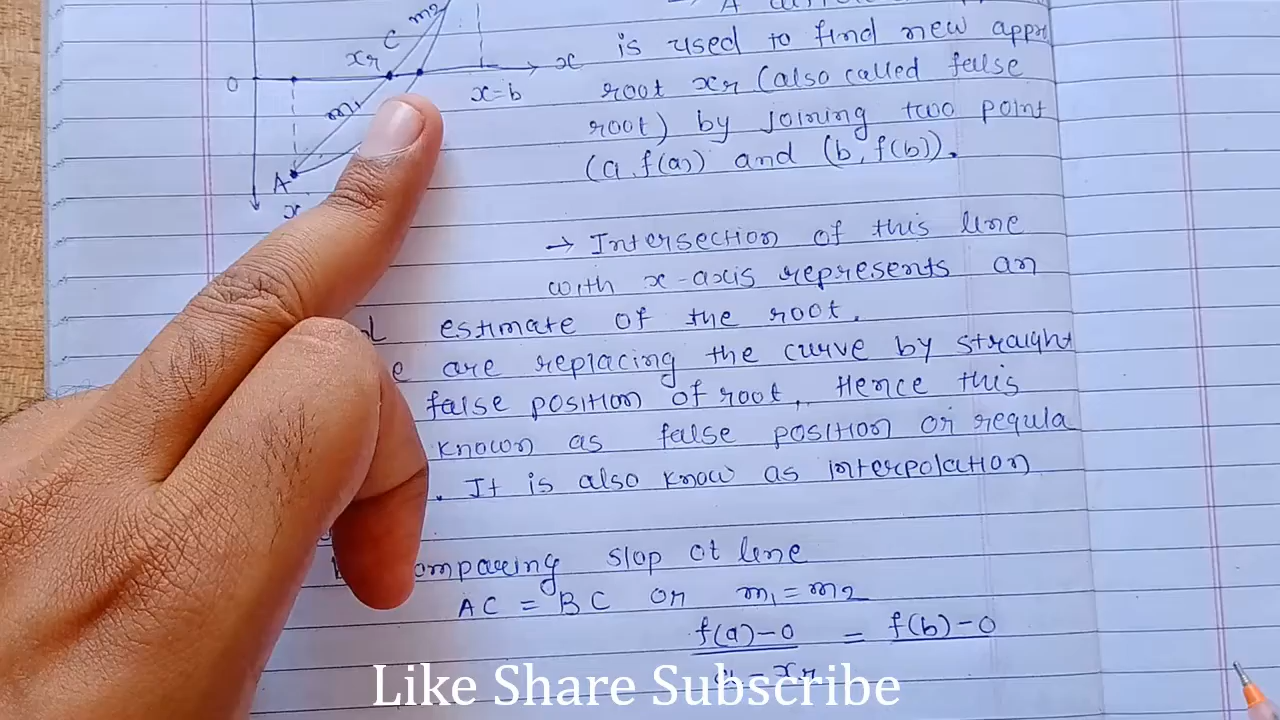 m2
C
xr
x
O
x=b
m1
A
x
is used to find new appr
root xr (also called false
root) by joining two point
(a, f(a)) and (b, f(b)).
→ Intersection of this line
with x-axis represents an
estimate of the root.
e are replacing the curve by straight
false position of root, Hence this
known as false position or regula
. It is also know as interpolation
omparing slop of line
AC = BC or m1 = m2
f(a)-0 = f(b)-0
a - xr
Like Share Subscribe